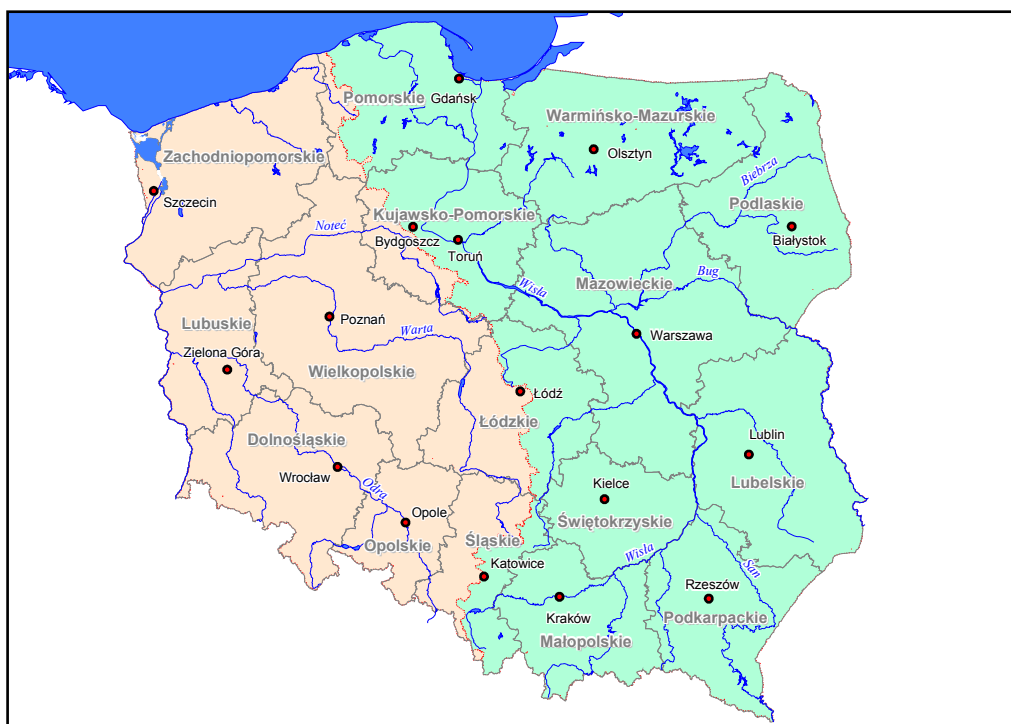 Pomorskie
Gdańsk
Warmińsko-Mazurskie
Olsztyn
Zachodniopomorskie
Biebrza
Szczecin
Podlaskie
Kujawsko-Pomorskie
Noteć
Bydgoszcz
Toruń
Białystok
Mazowieckie
Bug
Wisła
Poznań
Lubuskie
Warta
Warszawa
Zielona Góra
Wielkopolskie
Łódź
Łódzkie
Dolnośląskie
Lublin
Wrocław
Odra
Kielce
Lubelskie
Opole
Świętokrzyskie
Opolskie
Śląskie
Wisła
Katowice
San
Rzeszów
Kraków
Podkarpackie
Małopolskie